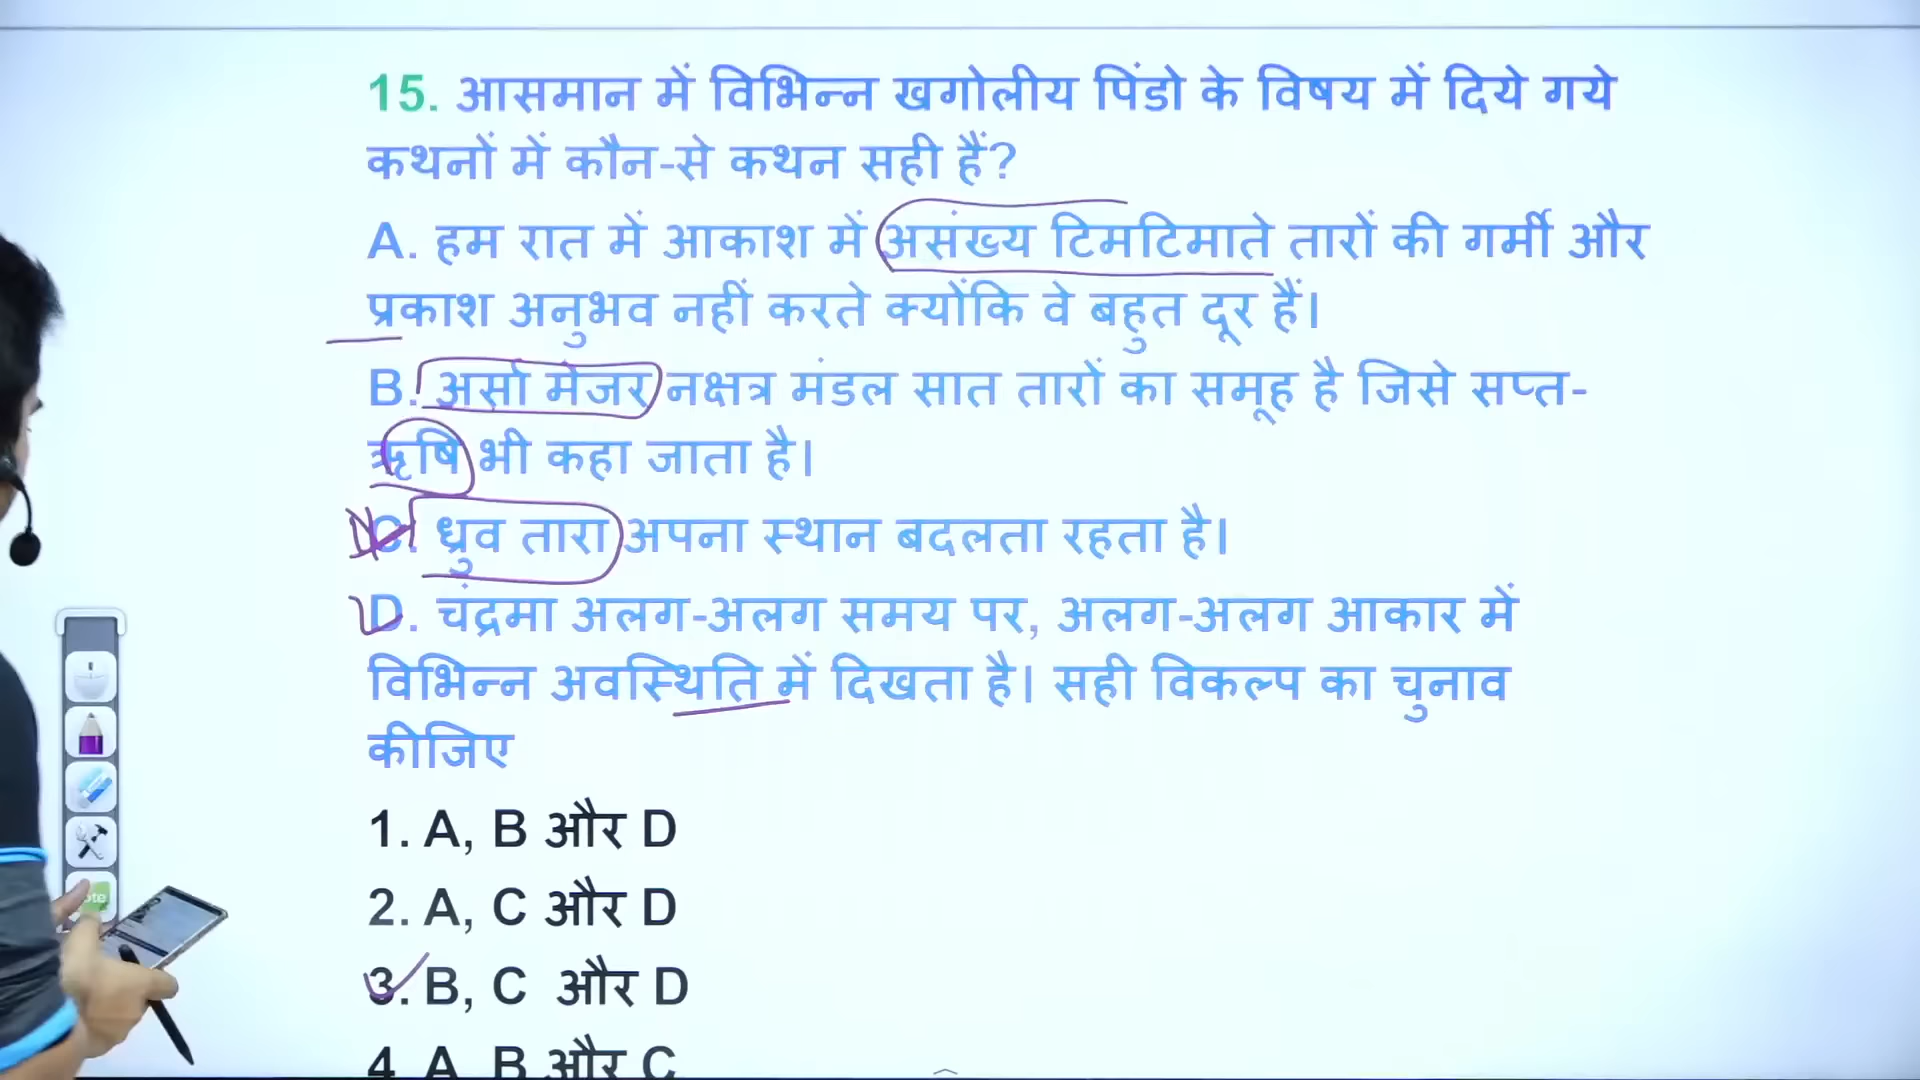 15. आसमान में विभिन्न खगोलीय पिंडो के विषय में दिये गये
कथनों में कौन-से कथन सही हैं?
A. हम रात में आकाश में असंख्य टिमटिमाते तारों की गर्मी और
प्रकाश अनुभव नहीं करते क्योंकि वे बहुत दूर हैं।
B. अर्सा मेजर नक्षत्र मंडल सात तारों का समूह है जिसे सप्त-
ऋषि भी कहा जाता है।
C. ध्रुव तारा अपना स्थान बदलता रहता है।
D. चंद्रमा अलग-अलग समय पर, अलग-अलग आकार में
विभिन्न अवस्थिति में दिखता है। सही विकल्प का चुनाव
कीजिए
1. A, B और D
2. A, C और D
3. B, C और D
4. A, B और C